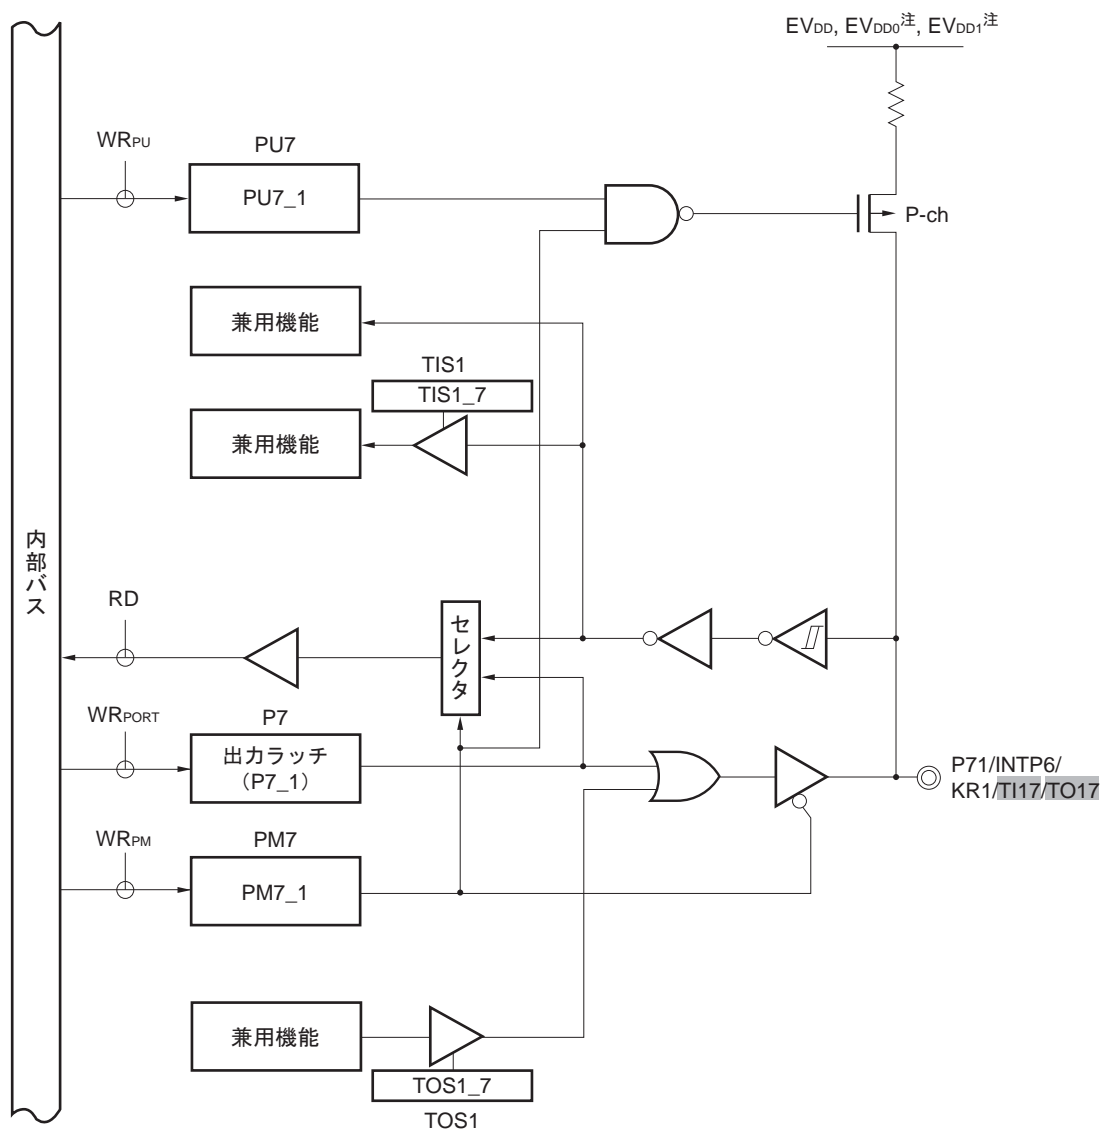 EVDD, EVDD0注, EVDD1注
WRPU
PU7
PU7_1
P-ch
兼用機能
TIS1
TIS1_7
兼用機能
内部バス
RD
セレクタ
WRPORT
P7
出力ラッチ
（P7_1）
P71/INTP6/
KR1/TI17/TO17
WRPM
PM7
PM7_1
兼用機能
TOS1_7
TOS1